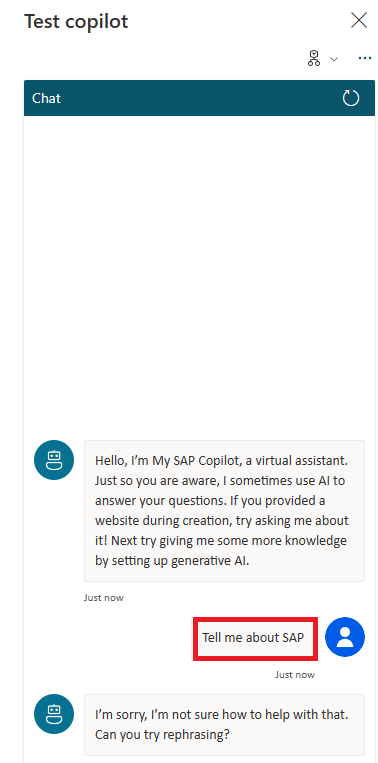 Test copilot
Chat
Hello, I'm My SAP Copilot, a virtual assistant.
Just so you are aware, I sometimes use AI to
answer your questions. If you provided a
website during creation, try asking me about
it! Next try giving me some more knowledge
by setting up generative AI.
Just now
Tell me about SAP
Just now
I'm sorry, I'm not sure how to help with that.
Can you try rephrasing?